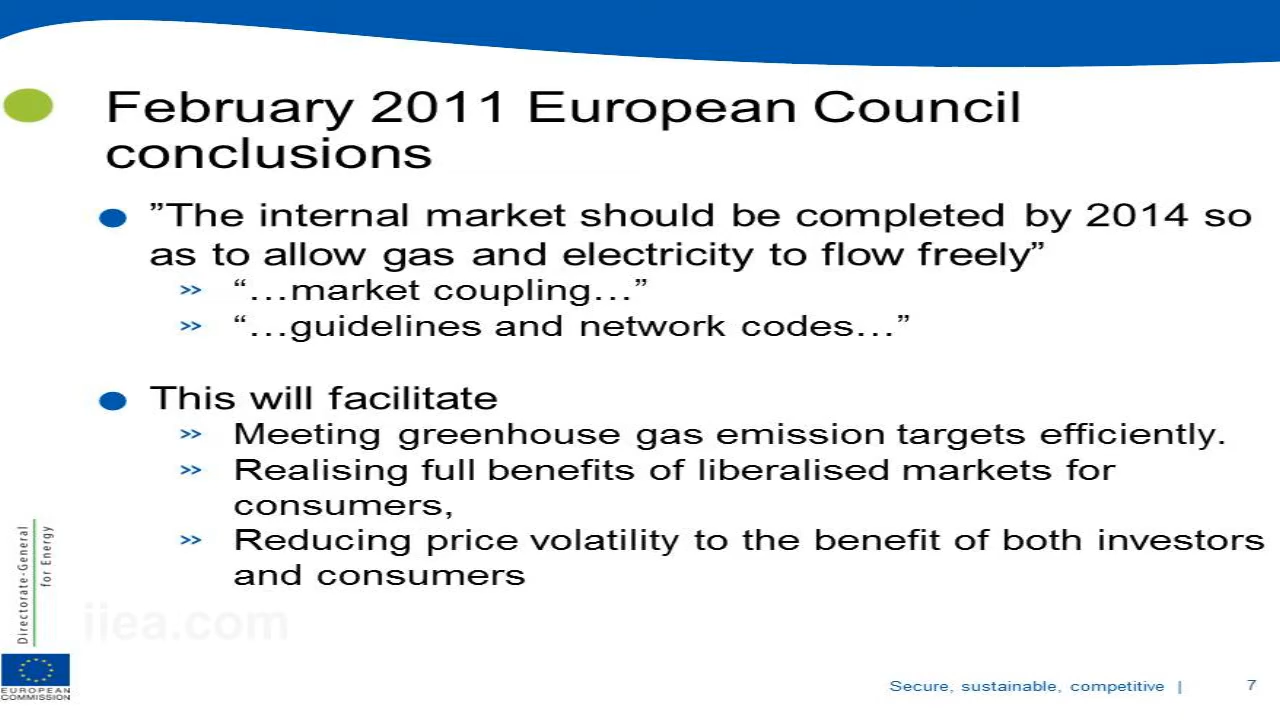 February 2011 European Council
conclusions
”The internal market should be completed by 2014 so
as to allow gas and electricity to flow freely”
>> “…market coupling…”
>> “…guidelines and network codes…”
This will facilitate
>> Meeting greenhouse gas emission targets efficiently.
>> Realising full benefits of liberalised markets for
consumers,
>> Reducing price volatility to the benefit of both investors
and consumers
Directorate-General
for Energy
iiea.com
EUROPEAN
COMMISSION
Secure, sustainable, competitive |
7